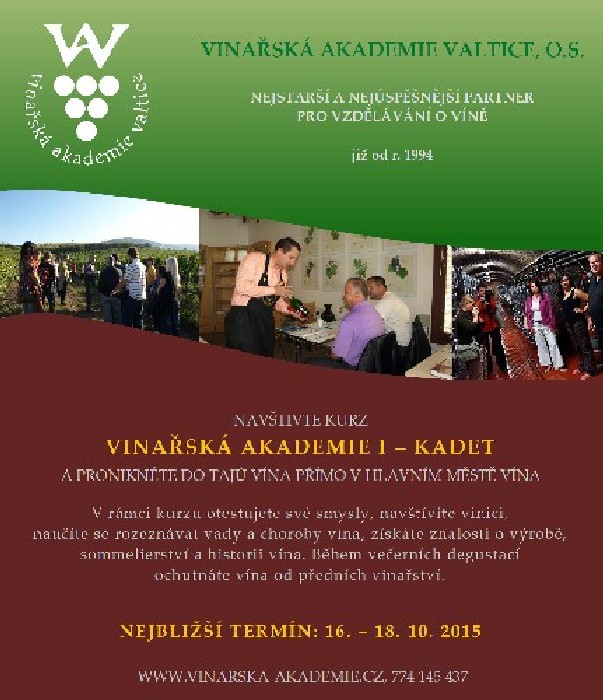 VINAŘSKÁ AKADEMIE VALTICE, O.S.
vinařská akademie valtice
NEJSTARŠÍ A NEJÚSPĚŠNĚJŠÍ PARTNER
PRO VZDĚLÁVÁNÍ O VÍNĚ
již od r. 1994
NAVŠTIVTE KURZ
VINAŘSKÁ AKADEMIE I – KADET
A PRONIKNĚTE DO TAJŮ VÍNA PŘÍMO V HLAVNÍM MĚSTĚ VÍNA
V rámci kurzu otestujete své smysly, navštívíte vinici,
naučíte se rozeznávat vady a choroby vína, získáte znalosti o výrobě,
sommelierství a historii vína. Během večerních degustací
ochutnáte vína od předních vinařství.
NEJBLIŽŠÍ TERMÍN: 16. – 18. 10. 2015
WWW.VINARSKA-AKADEMIE.CZ, 774 145 437